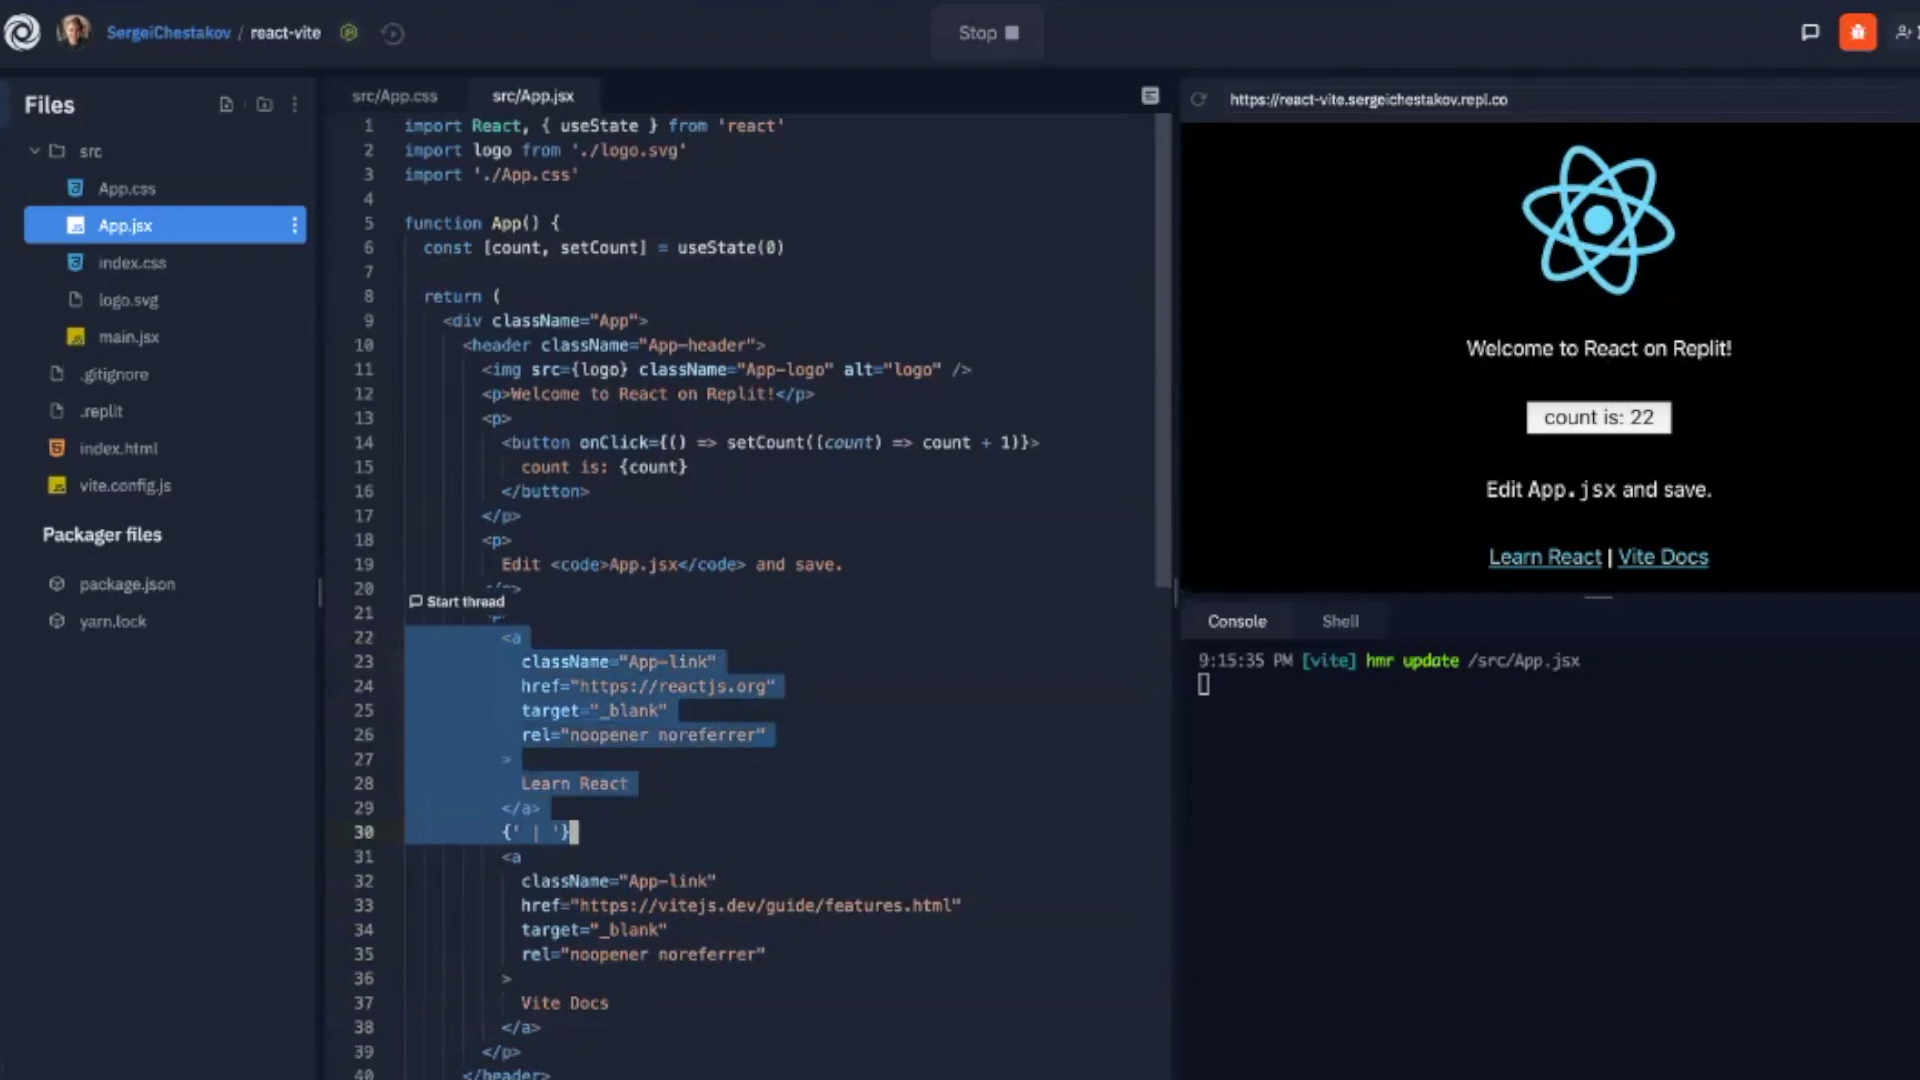 SergeiChestakov / react-vite
Stop
Files
src
App.css
App.jsx
index.css
logo.svg
main.jsx
.gitignore
.replit
index.html
vite.config.js
Packager files
package.json
yarn.lock
src/App.css
src/App.jsx
1 import React, { useState } from 'react'
2 import logo from './logo.svg'
3 import './App.css'
4
5 function App() {
6 const [count, setCount] = useState(0)
7
8 return (
9 <div className="App">
10 <header className="App-header">
11 <img src={logo} className="App-logo" alt="logo" />
12 <p>Welcome to React on Replit!</p>
13 <p>
14 <button onClick={() => setCount((count) => count + 1)}>
15 count is: {count}
16 </button>
17 </p>
18 <p>
19 Edit <code>App.jsx</code> and save.
20 </p>
Start thread
21 <p>
22 <a
23 className="App-link"
24 href="https://reactjs.org"
25 target="_blank"
26 rel="noopener noreferrer"
27 >
28 Learn React
29 </a>
30 {' | '}
31 <a
32 className="App-link"
33 href="https://vitejs.dev/guide/features.html"
34 target="_blank"
35 rel="noopener noreferrer"
36 >
37 Vite Docs
38 </a>
39 </p>
40 </header>
https://react-vite.sergeichestakov.repl.co
Welcome to React on Replit!
count is: 22
Edit App.jsx and save.
Learn React | Vite Docs
Console
Shell
9:15:35 PM [vite] hmr update /src/App.jsx